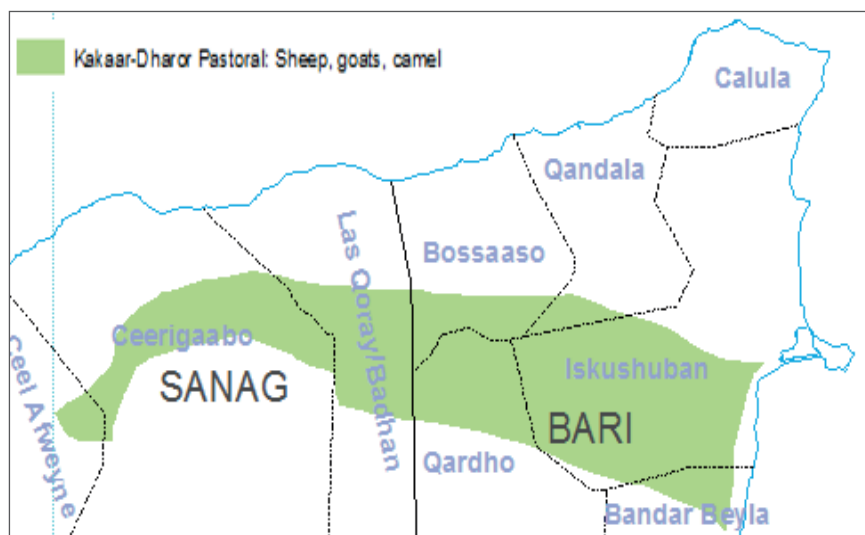 Kakaar-Dharor Pastoral: Sheep, goats, camel
Calula
Qandala
Las Qoray/Badhan
Bossaaso
Ceerigaabo
Ceel Afweyne
Iskushuban
SANAG
BARI
Qardho
Bandar Beyla